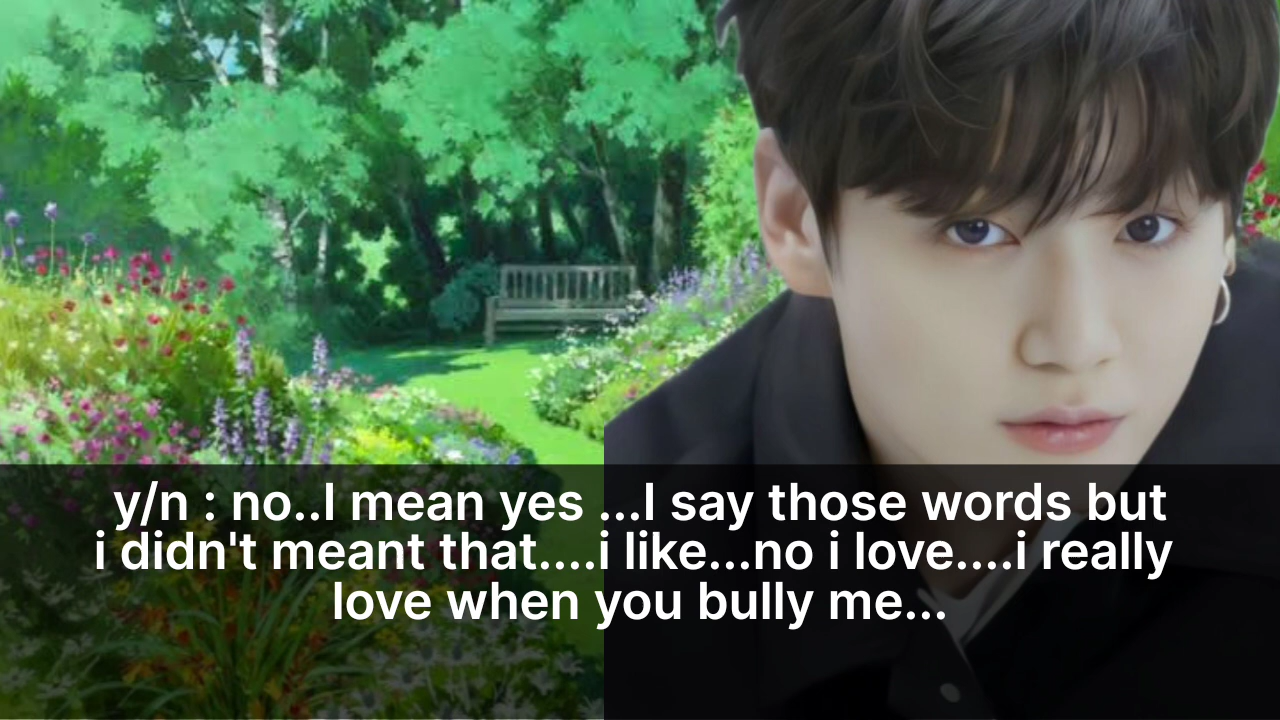 y/n : no..I mean yes ...I say those words but
i didn't meant that....i like...no i love....i really
love when you bully me...